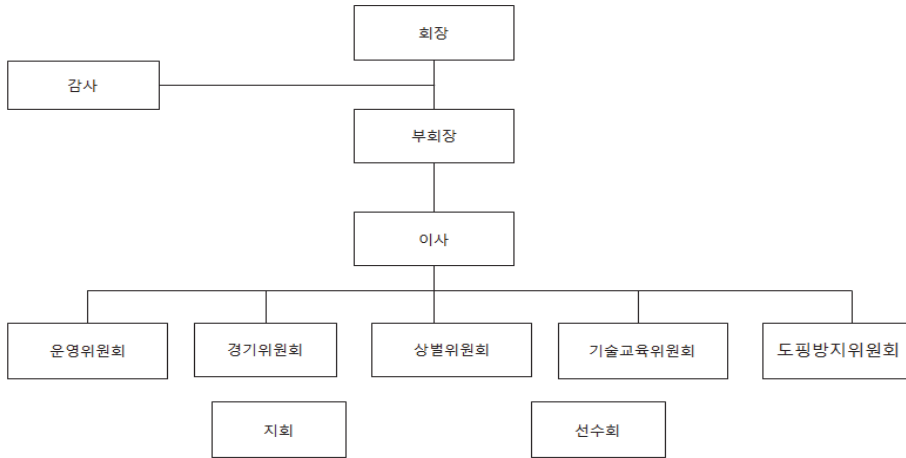 회장
감사
부회장
이사
운영위원회
경기위원회
상벌위원회
기술교육위원회
도핑방지위원회
지회
선수회